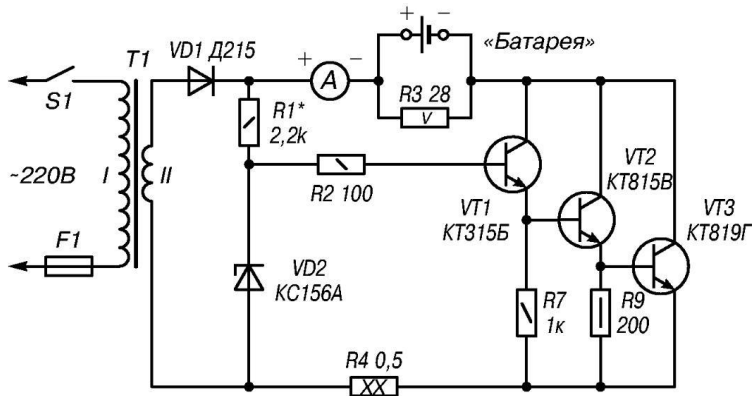 S1
~220В
F1
T1
I
II
VD1 Д215
R1*
2,2k
+
A
−
+
−
«Батарея»
R3 28
V
R2 100
VD2
КС156А
R4 0,5
XX
VT1
КТ315Б
R7
1к
VT2
КТ815В
R9
200
VT3
КТ819Г